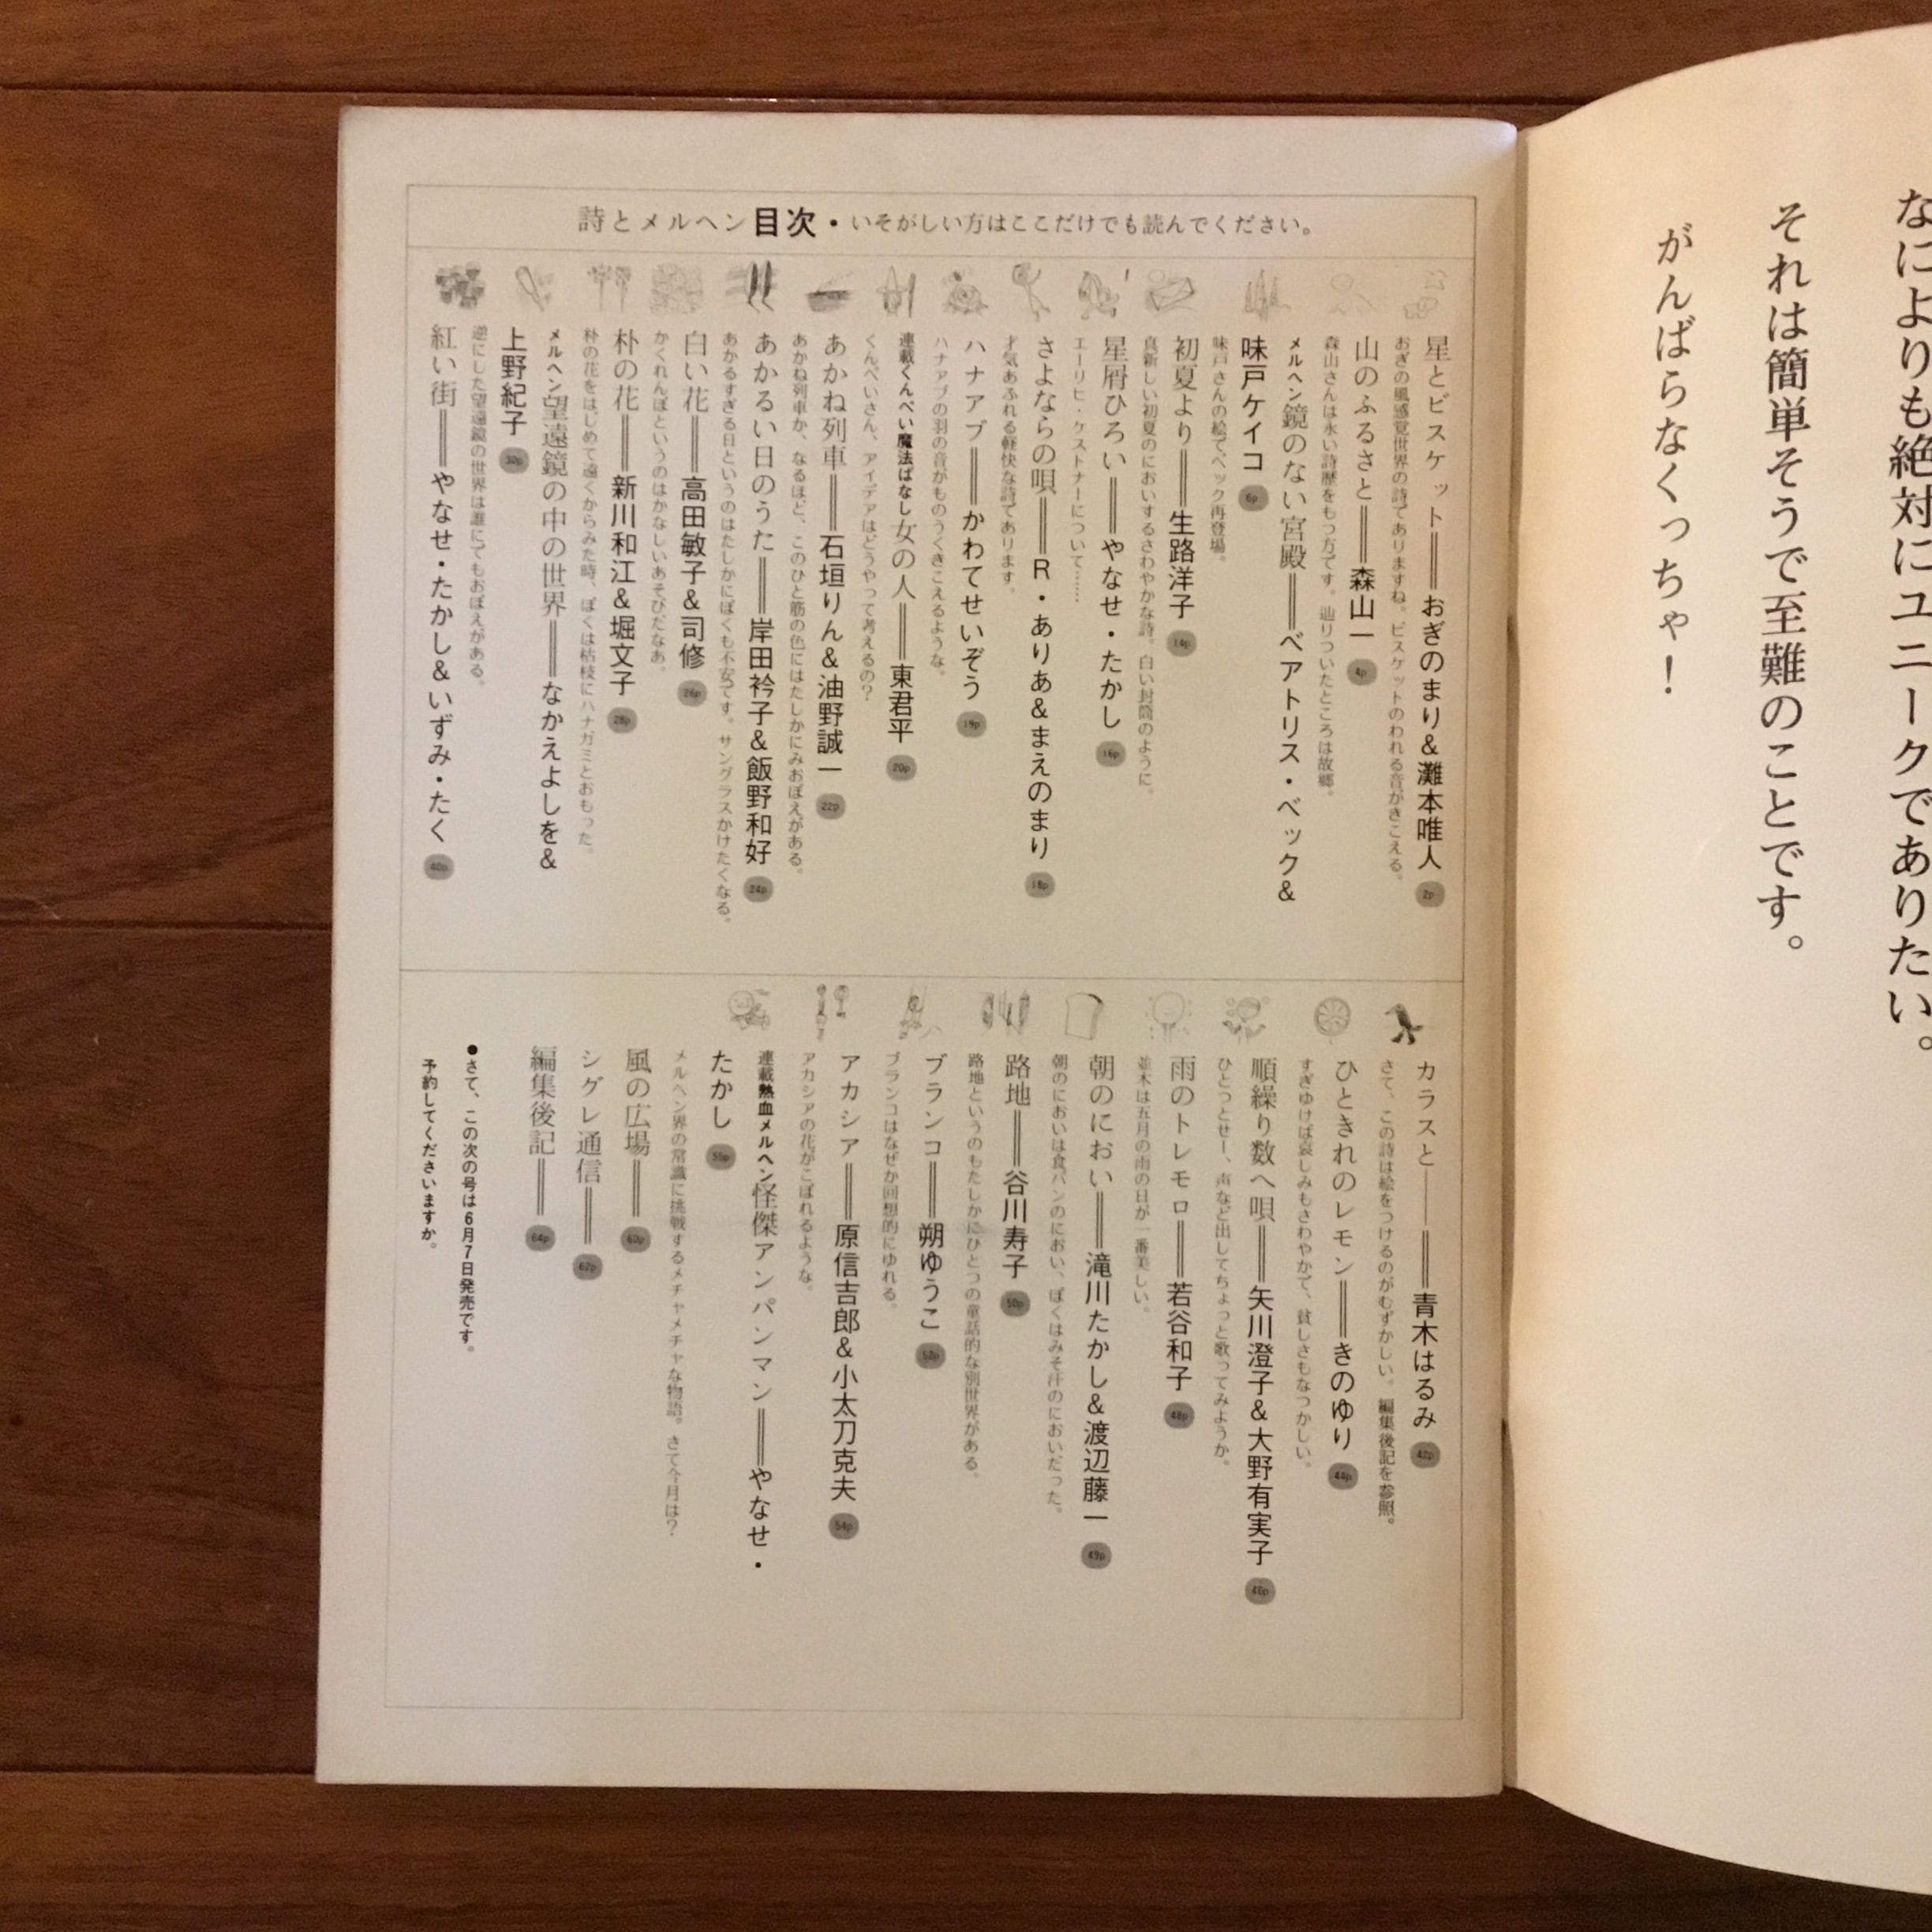 なによりも絶対にユニークでありたい。
それは簡単そうで至難のことです。
がんばらなくっちゃ！
詩とメルヘン目次・いそがしい方はここだけでも読んでください。
星とビスケット══おぎのまり＆灘本唯人 2p
おぎの風感覚世界の詩でありますね。ビスケットのわれる音がきこえる。
山のふるさと══森山一 4p
森山さんは永い詩歴をもつ方です。辿りついたところは故郷。
メルヘン鏡のない宮殿══ベアトリス・ベック＆
味戸ケイコ 6p
味戸さんの絵でベック再登場。
初夏より══生路洋子 14p
真新しい初夏のにおいするさわやかな詩。白い封筒のように。
星屑ひろい══やなせ・たかし 16p
エーリヒ・ケストナーについて……
さよならの唄══R・ありあ＆まえのまり 18p
才気あふれる軽快な詩であります。
ハナアブ══かわてせいぞう 19p
ハナアブの羽の音がものうくきこえるような。
連載くんぺい魔法ばなし女の人══東君平 20p
くんぺいさん、アイデアはどうやって考えるの？
あかね列車══石垣りん＆油野誠一 22p
あかね列車か、なるほど、このひと筋の色にはたしかにみおぼえがある。
あかるい日のうた══岸田衿子＆飯野和好 24p
あかるすぎる日というのはたしかにぼくも不安です。サングラスかけたくなる。
白い花══高田敏子＆司修 26p
かくれんぼというのはかなしいあそびだなあ。
朴の花══新川和江＆堀文子 28p
朴の花をはじめて遠くからみた時、ぼくは枯枝にハナガミとおもった。
メルヘン望遠鏡の中の世界══なかえよしを＆
上野紀子 30p
逆にした望遠鏡の世界は誰にでもおぼえがある。
紅い街══やなせ・たかし＆いずみ・たく 40p
カラスと──══青木はるみ 42p
さて、この詩は絵をつけるのがむずかしい。編集後記を参照。
ひときれのレモン══きのゆり 44p
すぎゆけば哀しみもさわやかで、貧しさもなつかしい。
順繰り数へ唄══矢川澄子＆大野有実子 46p
ひとつとせー、声など出してちょっと歌ってみようか。
雨のトレモロ══若谷和子 48p
並木は五月の雨の日が一番美しい。
朝のにおい══滝川たかし＆渡辺藤一 49p
朝のにおいは食パンのにおい、ぼくはみそ汁のにおいだった。
路地══谷川寿子 50p
路地というのもたしかにひとつの童話的な別世界がある。
ブランコ══朔ゆうこ 52p
ブランコはなぜか回想的にゆれる。
アカシア══原信吉郎＆小太刀克夫 54p
アカシアの花がこぼれるような。
連載熱血メルヘン怪傑アンパンマン══やなせ・
たかし 55p
メルヘン界の常識に挑戦するメチャメチャな物語。さて今月は？
風の広場══ 60p
シグレ通信══ 62p
編集後記══ 64p
●さて、この次の号は6月7日発売です。
予約してくださいますか。